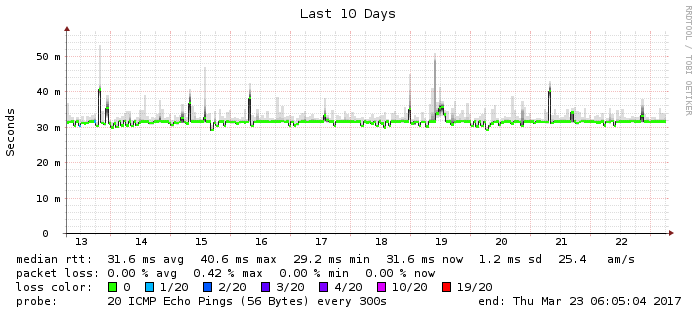 Last 10 Days
RRDTOOL / TOBI OETIKER
Seconds
50 m
40 m
30 m
20 m
10 m
0
13 14 15 16 17 18 19 20 21 22
median rtt: 31.6 ms avg 40.6 ms max 29.2 ms min 31.6 ms now 1.2 ms sd 25.4 am/s
packet loss: 0.00 % avg 0.42 % max 0.00 % min 0.00 % now
loss color: 0 1/20 2/20 3/20 4/20 10/20 19/20
probe: 20 ICMP Echo Pings (56 Bytes) every 300s end: Thu Mar 23 06:05:04 2017